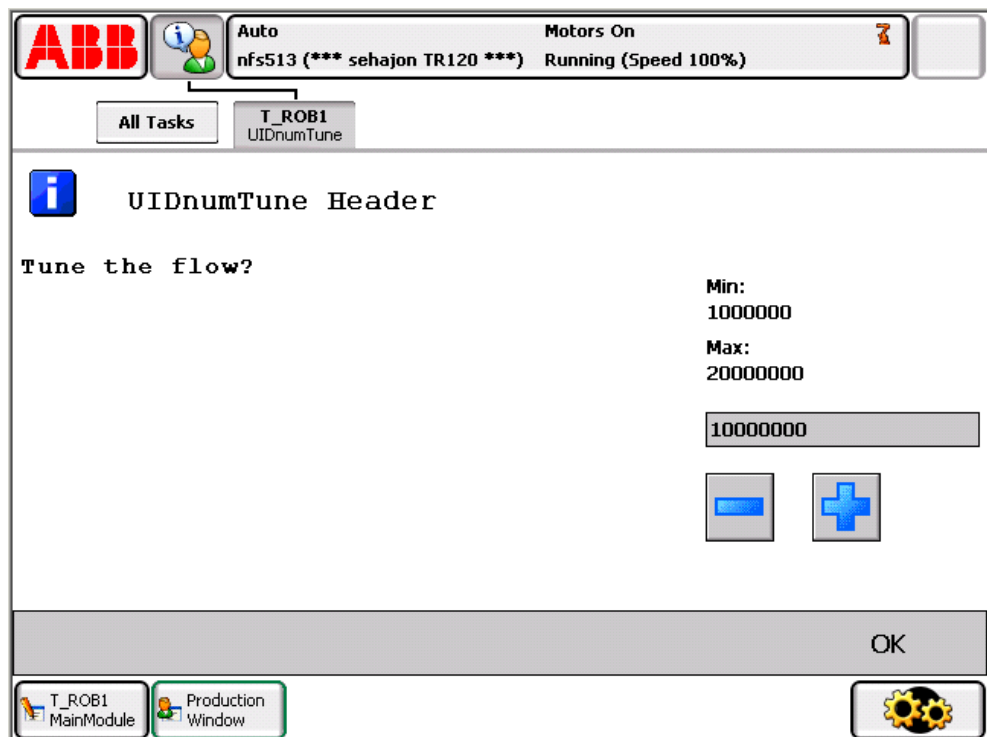 ABB
Auto
Motors On
nfs513 (*** sehajon TR120 ***)
Running (Speed 100%)
All Tasks
T_ROB1
UIDnumTune
i
UIDnumTune Header
Tune the flow?
Min:
1000000
Max:
20000000
10000000
OK
T_ROB1
MainModule
Production
Window